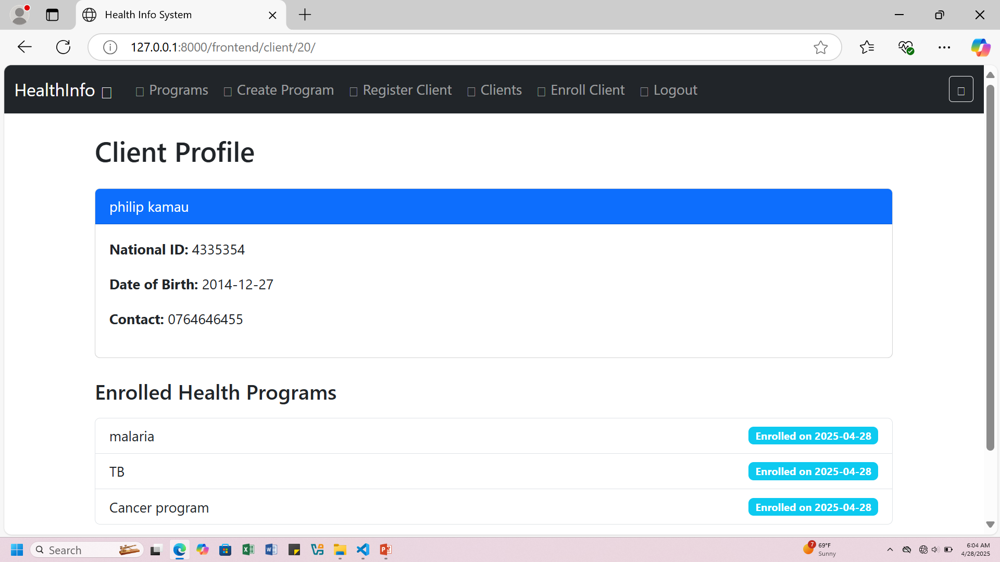 Health Info System
127.0.0.1:8000/frontend/client/20/
HealthInfo Programs Create Program Register Client Clients Enroll Client Logout
Client Profile
philip kamau
National ID: 4335354
Date of Birth: 2014-12-27
Contact: 0764646455
Enrolled Health Programs
malaria Enrolled on 2025-04-28
TB Enrolled on 2025-04-28
Cancer program Enrolled on 2025-04-28
Search
7
69°F
Sunny
6:04 AM
4/28/2025